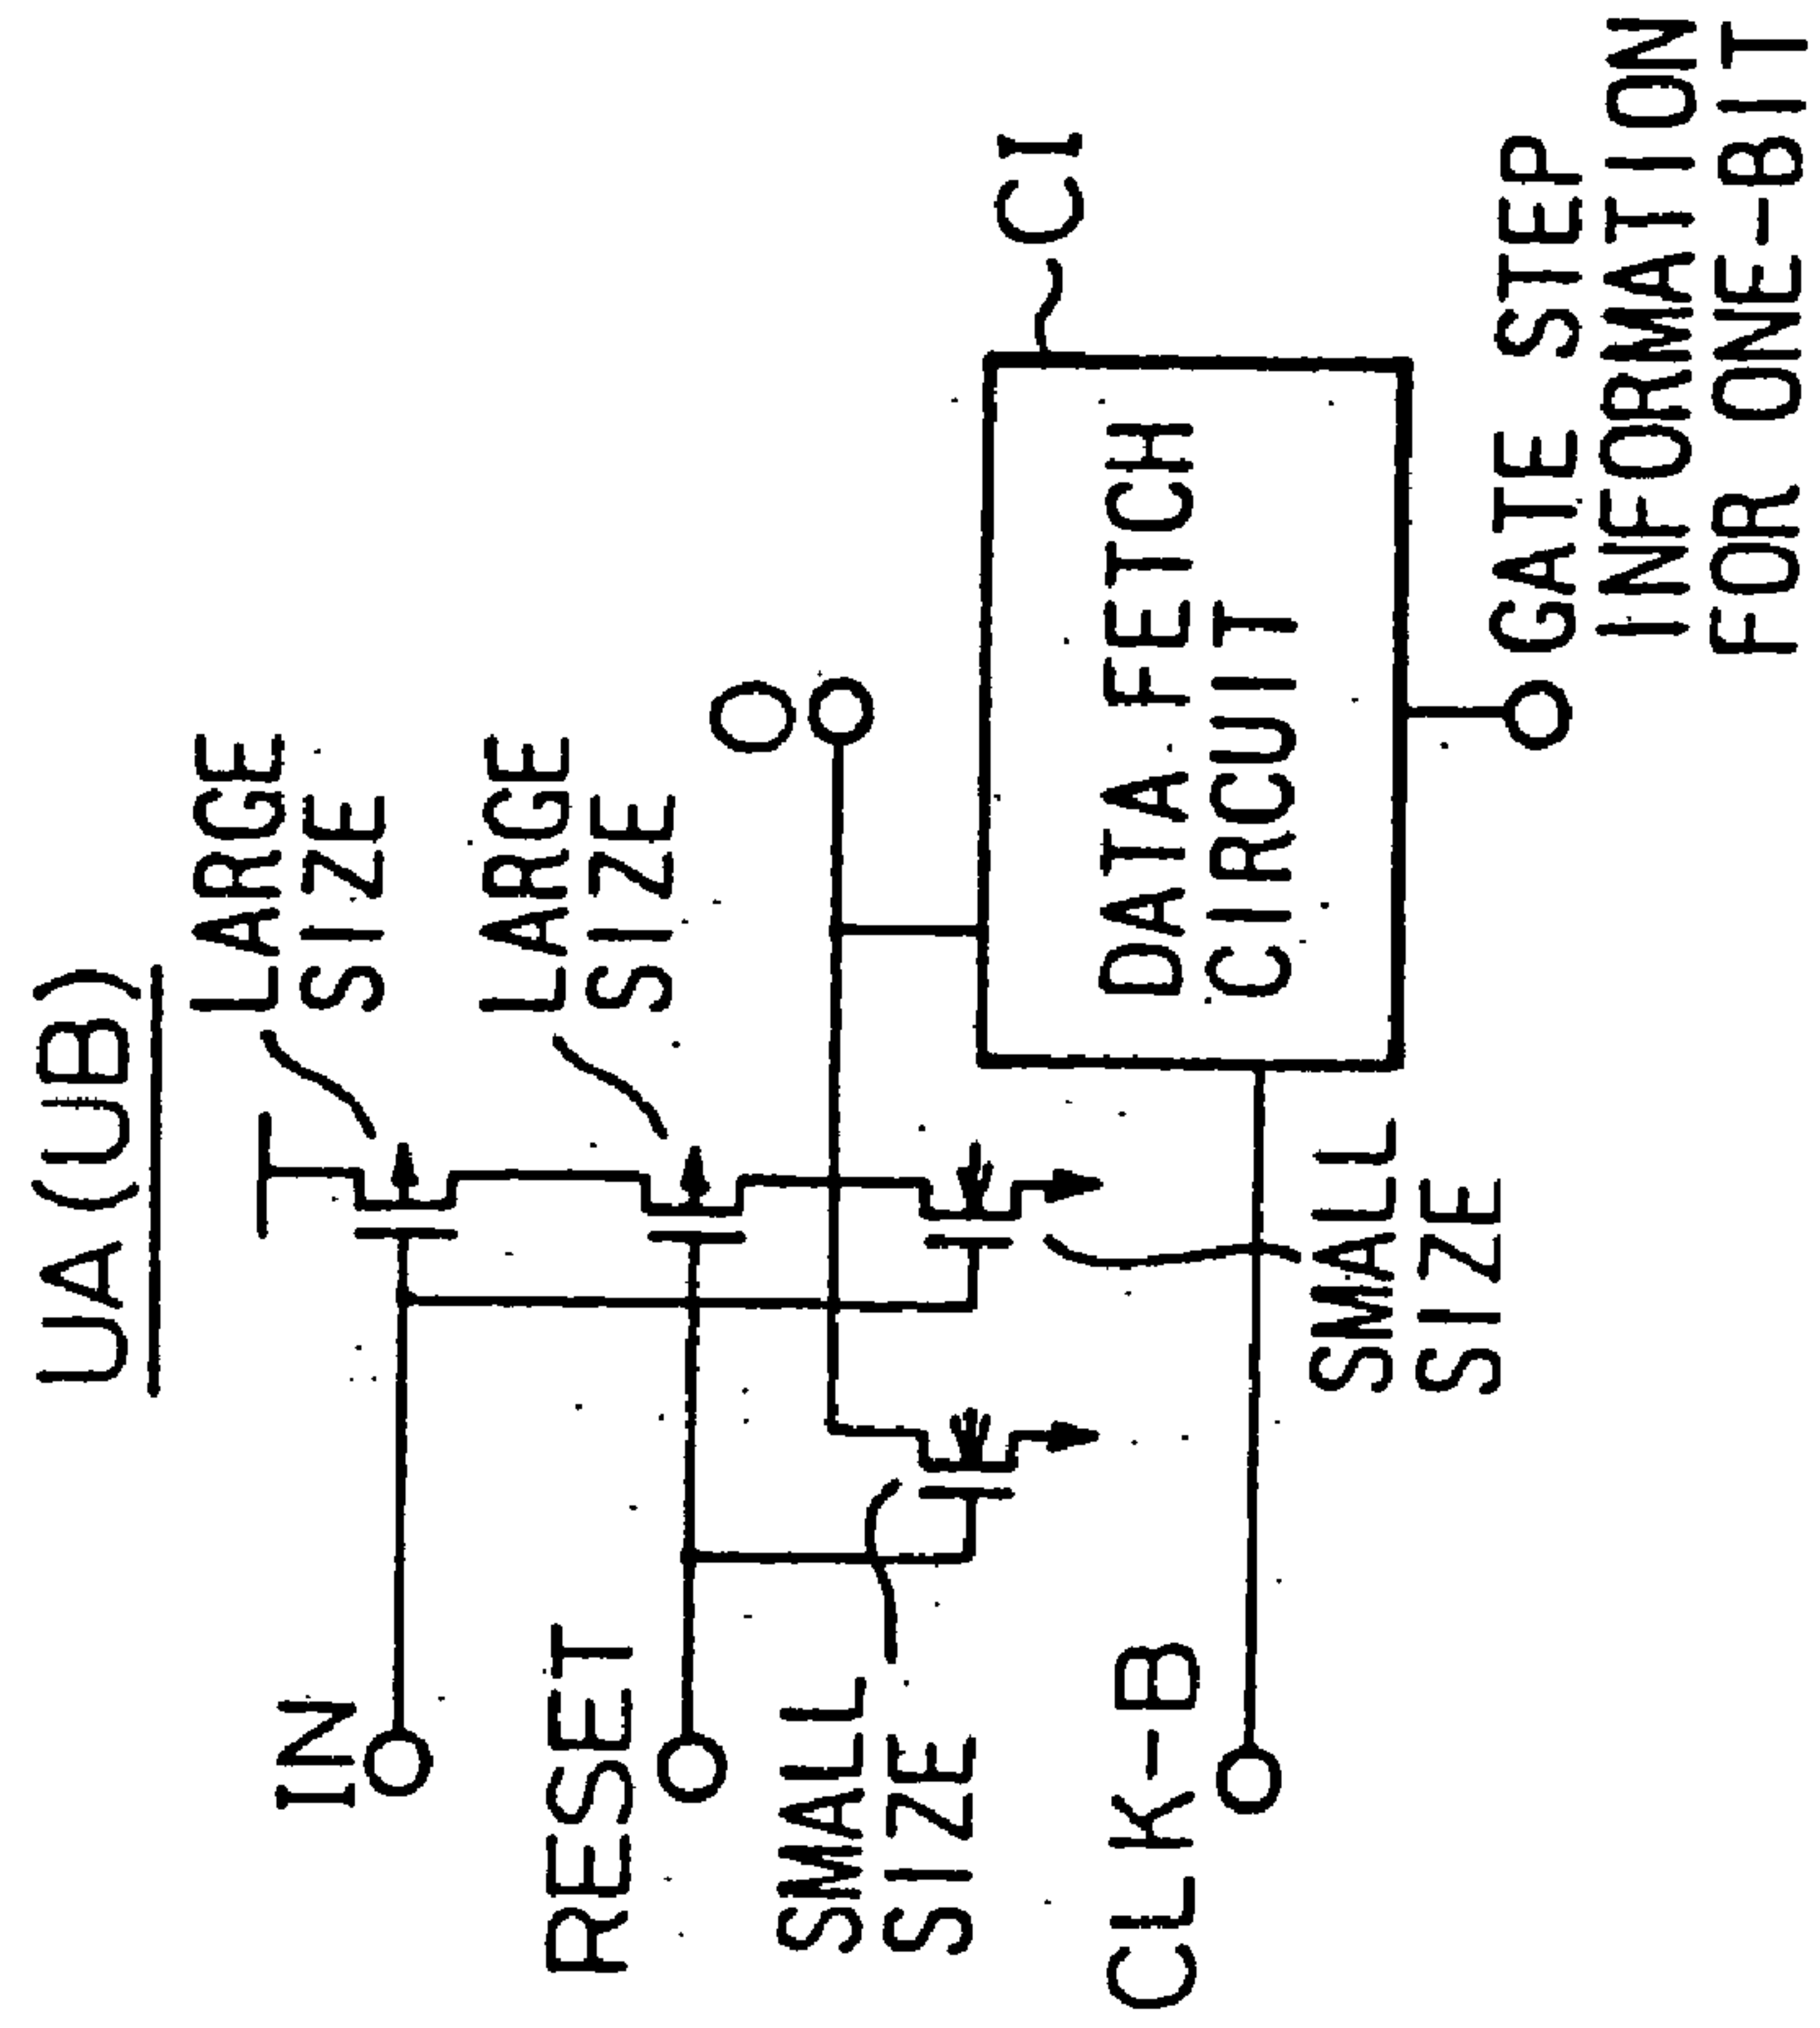 UA(UB)
LARGE
SIZE
LARGE
SIZE
IN
RESET
O
SMALL
SIZE
CI
DATA FETCH
CIRCUIT
CLK-B
SMALL
SIZE
GATE STEP
INFORMATION
FOR ONE-BIT